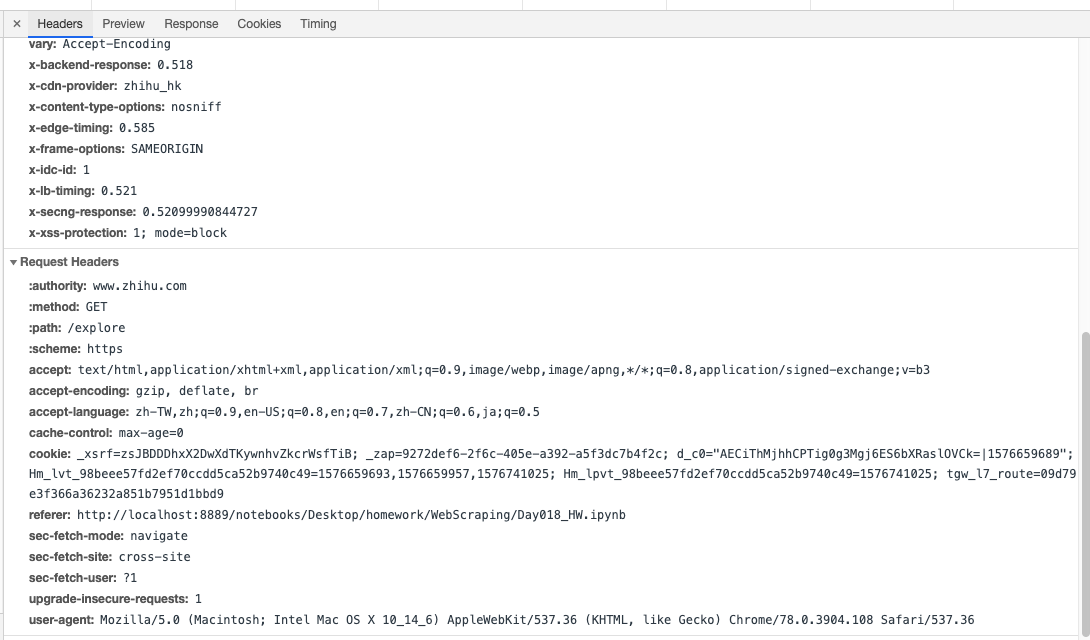 × Headers Preview Response Cookies Timing
vary: Accept-Encoding
x-backend-response: 0.518
x-cdn-provider: zhihu_hk
x-content-type-options: nosniff
x-edge-timing: 0.585
x-frame-options: SAMEORIGIN
x-idc-id: 1
x-lb-timing: 0.521
x-secng-response: 0.52099990844727
x-xss-protection: 1; mode=block
▼ Request Headers
:authority: www.zhihu.com
:method: GET
:path: /explore
:scheme: https
accept: text/html,application/xhtml+xml,application/xml;q=0.9,image/webp,image/apng,*/*;q=0.8,application/signed-exchange;v=b3
accept-encoding: gzip, deflate, br
accept-language: zh-TW,zh;q=0.9,en-US;q=0.8,en;q=0.7,zh-CN;q=0.6,ja;q=0.5
cache-control: max-age=0
cookie: _xsrf=zsJBDDDhxX2DwXdTKywnhvZkcrWsfTiB; _zap=9272def6-2f6c-405e-a392-a5f3dc7b4f2c; d_c0="AECiThMjhhCPTig0g3Mgj6ES6bXRaslOVCk=|1576659689";
Hm_lvt_98beee57fd2ef70ccdd5ca52b9740c49=1576659693,1576659957,1576741025; Hm_lpvt_98beee57fd2ef70ccdd5ca52b9740c49=1576741025; tgw_l7_route=09d79
e3f366a36232a851b7951d1bbd9
referer: http://localhost:8889/notebooks/Desktop/homework/WebScraping/Day018_HW.ipynb
sec-fetch-mode: navigate
sec-fetch-site: cross-site
sec-fetch-user: ?1
upgrade-insecure-requests: 1
user-agent: Mozilla/5.0 (Macintosh; Intel Mac OS X 10_14_6) AppleWebKit/537.36 (KHTML, like Gecko) Chrome/78.0.3904.108 Safari/537.36